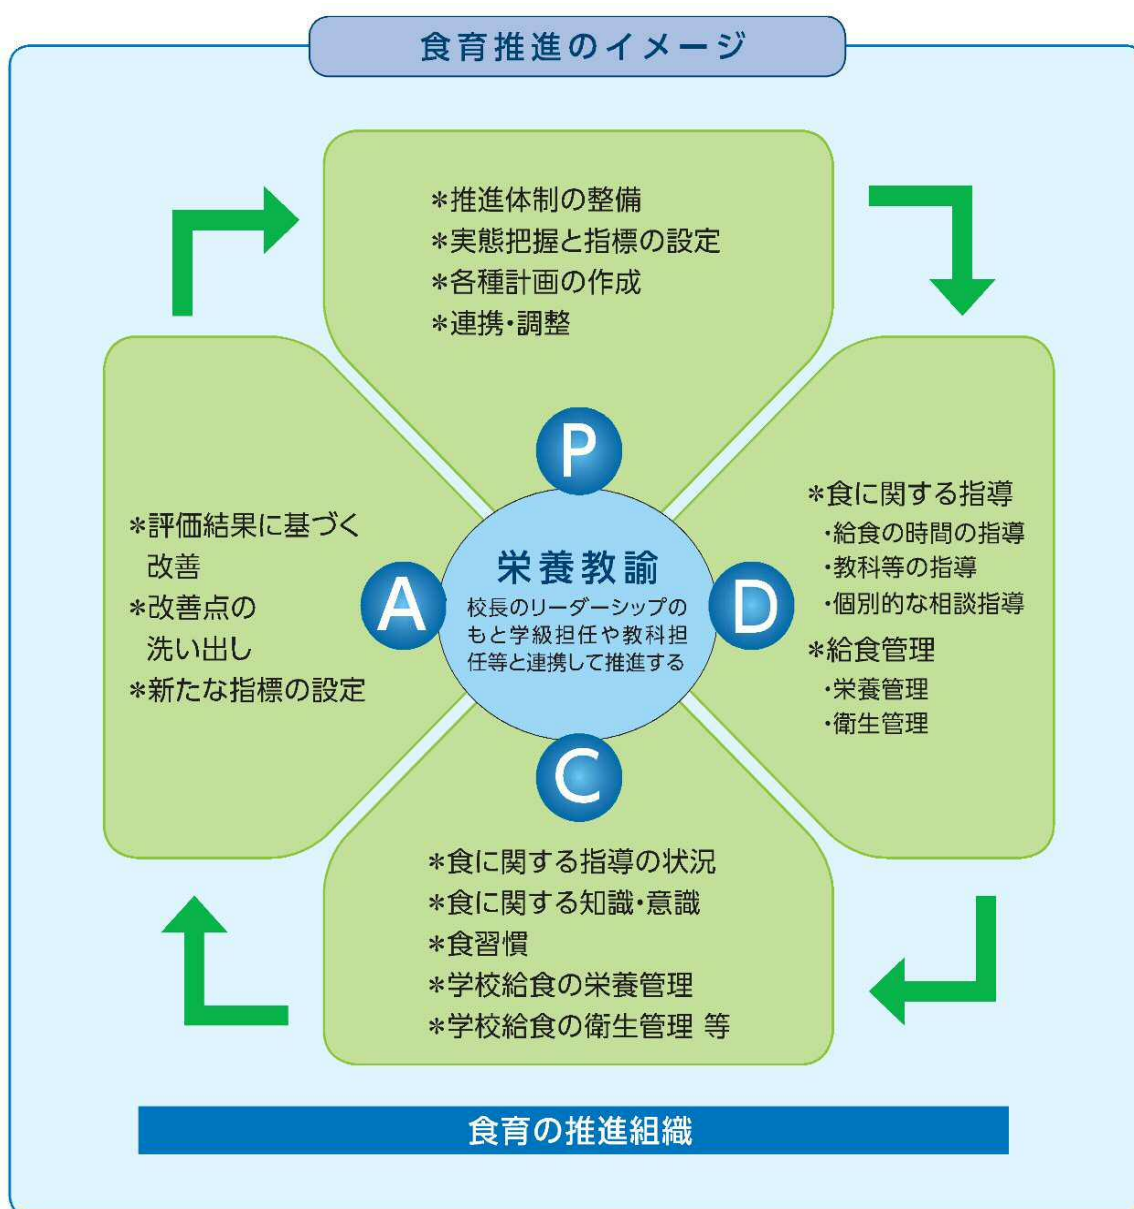 食育推進のイメージ
＊推進体制の整備
＊実態把握と指標の設定
＊各種計画の作成
＊連携・調整
P
＊食に関する指導
・給食の時間の指導
・教科等の指導
・個別的な相談指導
＊給食管理
・栄養管理
・衛生管理
D
栄養教諭
校長のリーダーシップの
もと学級担任や教科担
任等と連携して推進する
C
＊食に関する指導の状況
＊食に関する知識・意識
＊食習慣
＊学校給食の栄養管理
＊学校給食の衛生管理 等
A
＊評価結果に基づく
改善
＊改善点の
洗い出し
＊新たな指標の設定
食育の推進組織